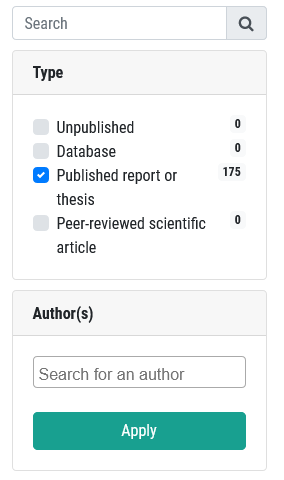 Search
Type
Unpublished 0
Database 0
Published report or 175
thesis
Peer-reviewed scientific 0
article
Author(s)
Search for an author
Apply